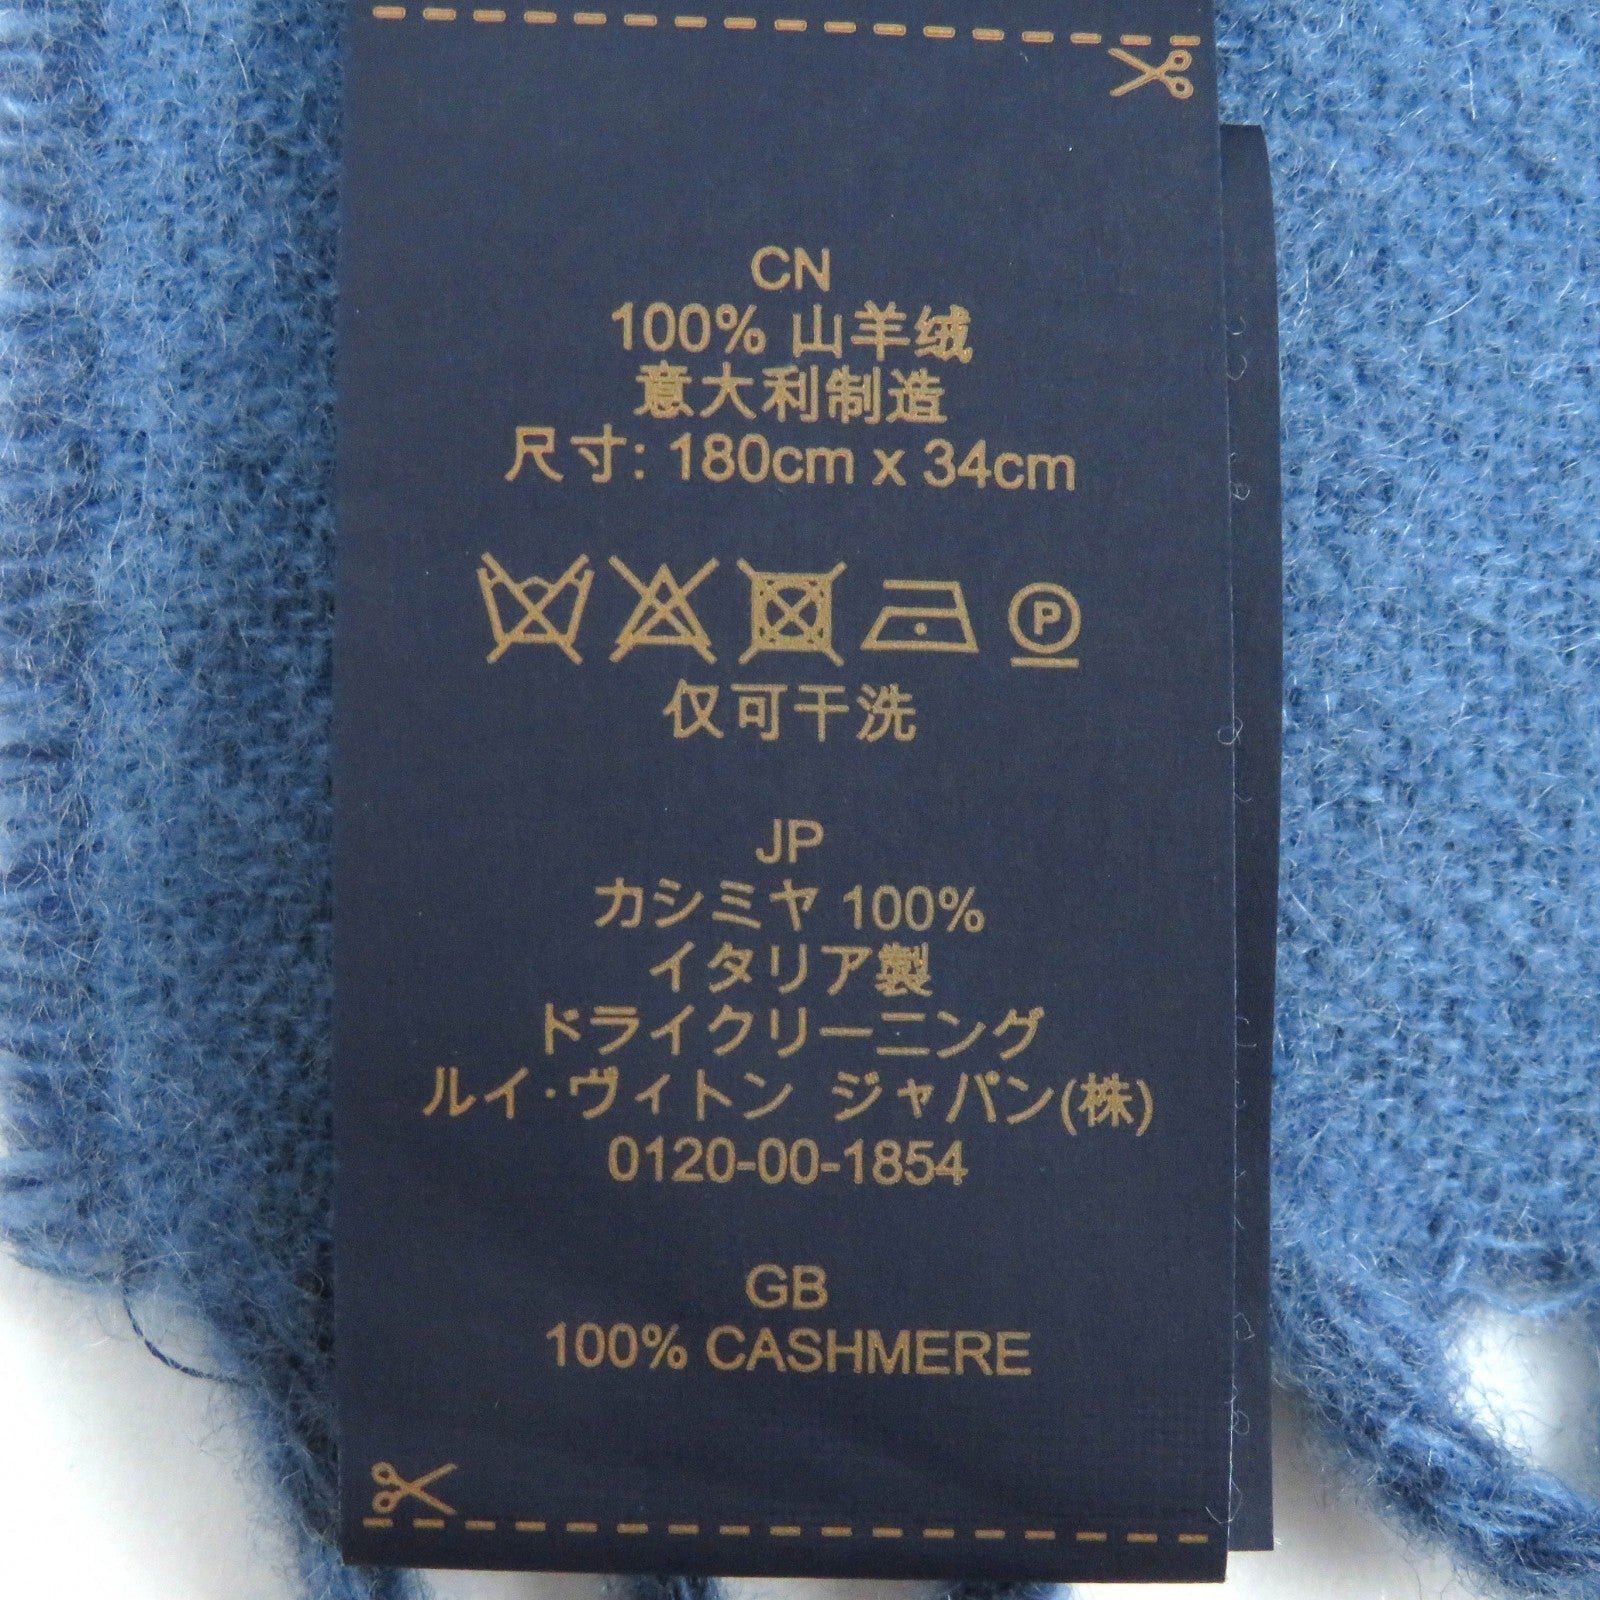 CN
100% 山羊绒
意大利制造
尺寸: 180cm x 34cm
P
仅可干洗
JP
カシミヤ 100%
イタリア製
ドライクリーニング
ルイ·ヴィトン ジャパン(株)
0120-00-1854
GB
100% CASHMERE